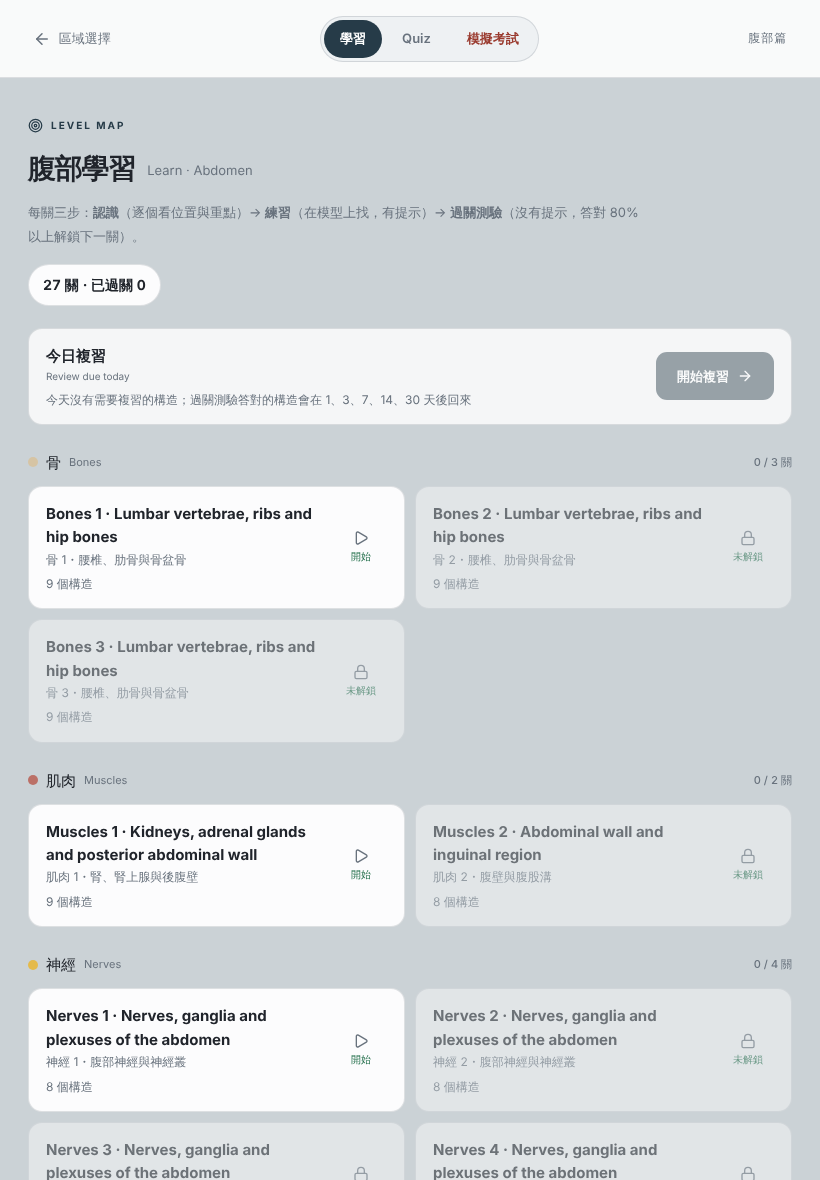 區域選擇
學習
Quiz
模擬考試
腹部篇
LEVEL MAP
腹部學習 Learn · Abdomen
每關三步：認識（逐個看位置與重點）→ 練習（在模型上找，有提示）→ 過關測驗（沒有提示，答對 80%
以上解鎖下一關）。
27 關 · 已過關 0
今日複習
Review due today
今天沒有需要複習的構造；過關測驗答對的構造會在 1、3、7、14、30 天後回來
開始複習 →
骨 Bones
0 / 3 關
Bones 1 · Lumbar vertebrae, ribs and
hip bones
骨 1・腰椎、肋骨與骨盆骨
9 個構造
開始
Bones 2 · Lumbar vertebrae, ribs and
hip bones
骨 2・腰椎、肋骨與骨盆骨
9 個構造
未解鎖
Bones 3 · Lumbar vertebrae, ribs and
hip bones
骨 3・腰椎、肋骨與骨盆骨
9 個構造
未解鎖
肌肉 Muscles
0 / 2 關
Muscles 1 · Kidneys, adrenal glands
and posterior abdominal wall
肌肉 1・腎、腎上腺與後腹壁
9 個構造
開始
Muscles 2 · Abdominal wall and
inguinal region
肌肉 2・腹壁與腹股溝
8 個構造
未解鎖
神經 Nerves
0 / 4 關
Nerves 1 · Nerves, ganglia and
plexuses of the abdomen
神經 1・腹部神經與神經叢
8 個構造
開始
Nerves 2 · Nerves, ganglia and
plexuses of the abdomen
神經 2・腹部神經與神經叢
8 個構造
未解鎖
Nerves 3 · Nerves, ganglia and
plexuses of the abdomen
Nerves 4 · Nerves, ganglia and
plexuses of the abdomen